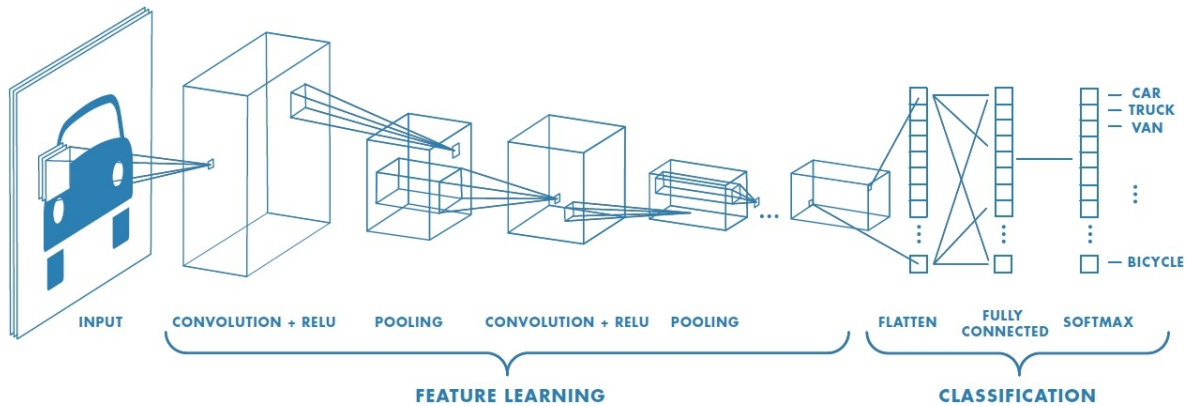 CAR
TRUCK
VAN
BICYCLE
INPUT
CONVOLUTION + RELU
POOLING
CONVOLUTION + RELU
POOLING
FLATTEN
FULLY
CONNECTED
SOFTMAX
FEATURE LEARNING
CLASSIFICATION